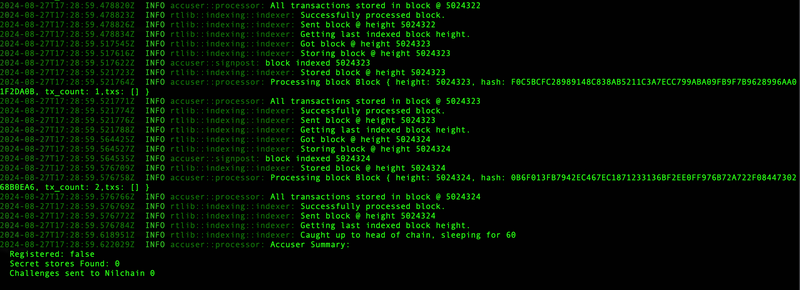 2024-08-27T17:28:59.478820Z  INFO accuser::processor: All transactions stored in block @ 5024322
2024-08-27T17:28:59.478823Z  INFO rtlib::indexing::indexer: Successfully processed block.
2024-08-27T17:28:59.478826Z  INFO rtlib::indexing::indexer: Sent block @ height 5024322
2024-08-27T17:28:59.478834Z  INFO rtlib::indexing::indexer: Getting last indexed block height.
2024-08-27T17:28:59.517545Z  INFO rtlib::indexing::indexer: Got block @ height 5024323
2024-08-27T17:28:59.517616Z  INFO rtlib::indexing::indexer: Storing block @ height 5024323
2024-08-27T17:28:59.517622Z  INFO accuser::signpost: block indexed 5024323
2024-08-27T17:28:59.521723Z  INFO rtlib::indexing::indexer: Stored block @ height 5024323
2024-08-27T17:28:59.521764Z  INFO accuser::processor: Processing block Block { height: 5024323, hash: F0C5BCFC28989148C838AB5211C3A7ECC799ABA09FB9F7B9628996AA0
1F2DA0B, tx_count: 1,txs: [] }
2024-08-27T17:28:59.521771Z  INFO accuser::processor: All transactions stored in block @ 5024323
2024-08-27T17:28:59.521774Z  INFO rtlib::indexing::indexer: Successfully processed block.
2024-08-27T17:28:59.521776Z  INFO rtlib::indexing::indexer: Sent block @ height 5024323
2024-08-27T17:28:59.521788Z  INFO rtlib::indexing::indexer: Getting last indexed block height.
2024-08-27T17:28:59.564425Z  INFO rtlib::indexing::indexer: Got block @ height 5024324
2024-08-27T17:28:59.564527Z  INFO rtlib::indexing::indexer: Storing block @ height 5024324
2024-08-27T17:28:59.564535Z  INFO accuser::signpost: block indexed 5024324
2024-08-27T17:28:59.576709Z  INFO rtlib::indexing::indexer: Stored block @ height 5024324
2024-08-27T17:28:59.576758Z  INFO accuser::processor: Processing block Block { height: 5024324, hash: 0B6F013FB7942EC467EC1871233136BF2EE0FF976B72A722F08447302
68B0EA6, tx_count: 2,txs: [] }
2024-08-27T17:28:59.576766Z  INFO accuser::processor: All transactions stored in block @ 5024324
2024-08-27T17:28:59.576769Z  INFO rtlib::indexing::indexer: Successfully processed block.
2024-08-27T17:28:59.576772Z  INFO rtlib::indexing::indexer: Sent block @ height 5024324
2024-08-27T17:28:59.576784Z  INFO rtlib::indexing::indexer: Getting last indexed block height.
2024-08-27T17:28:59.618951Z  INFO rtlib::indexing::indexer: Caught up to head of chain, sleeping for 60
2024-08-27T17:28:59.622029Z  INFO accuser::processor: Accuser Summary:
Registered: false
Secret stores Found: 0
Challenges sent to Nilchain 0